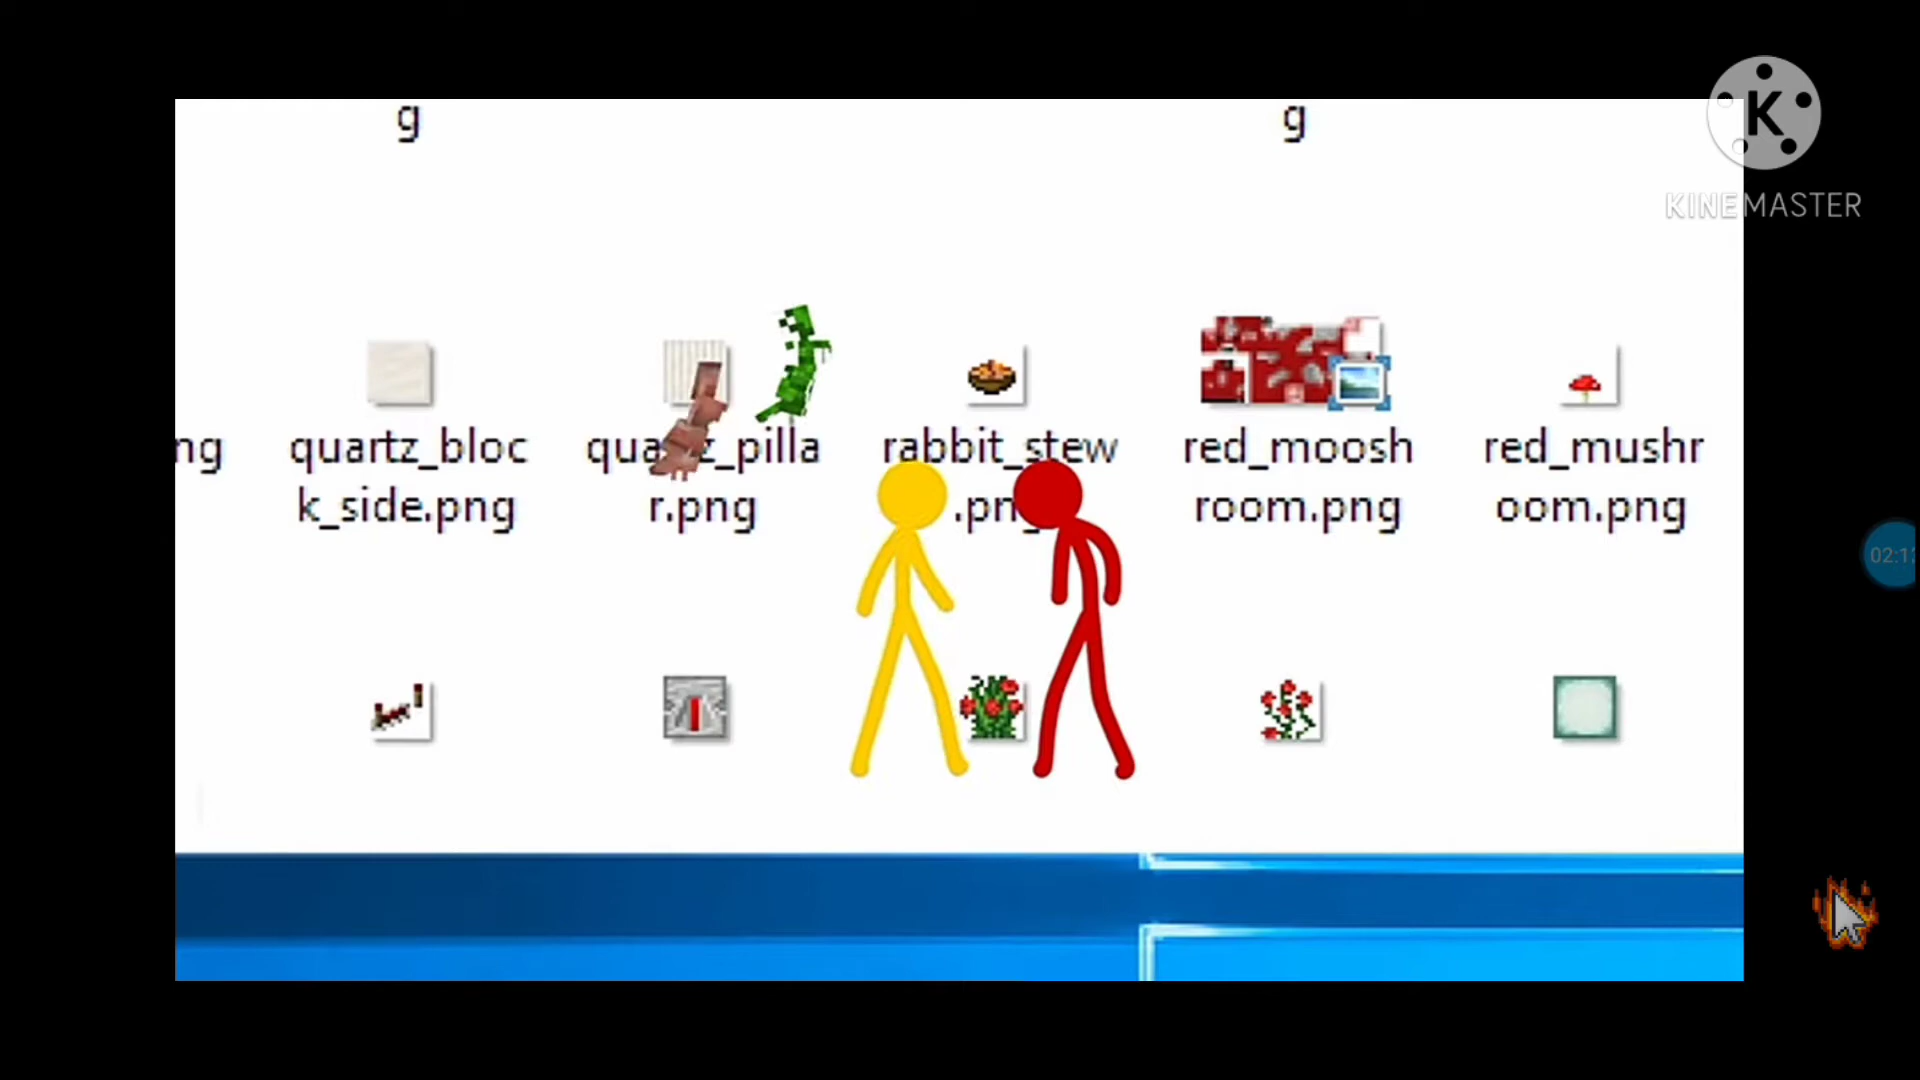 g
g
K
KINEMASTER
ng
quartz_bloc
k_side.png
r.png
rabbit_stew
red_moosh
room.png
red_mushr
oom.png